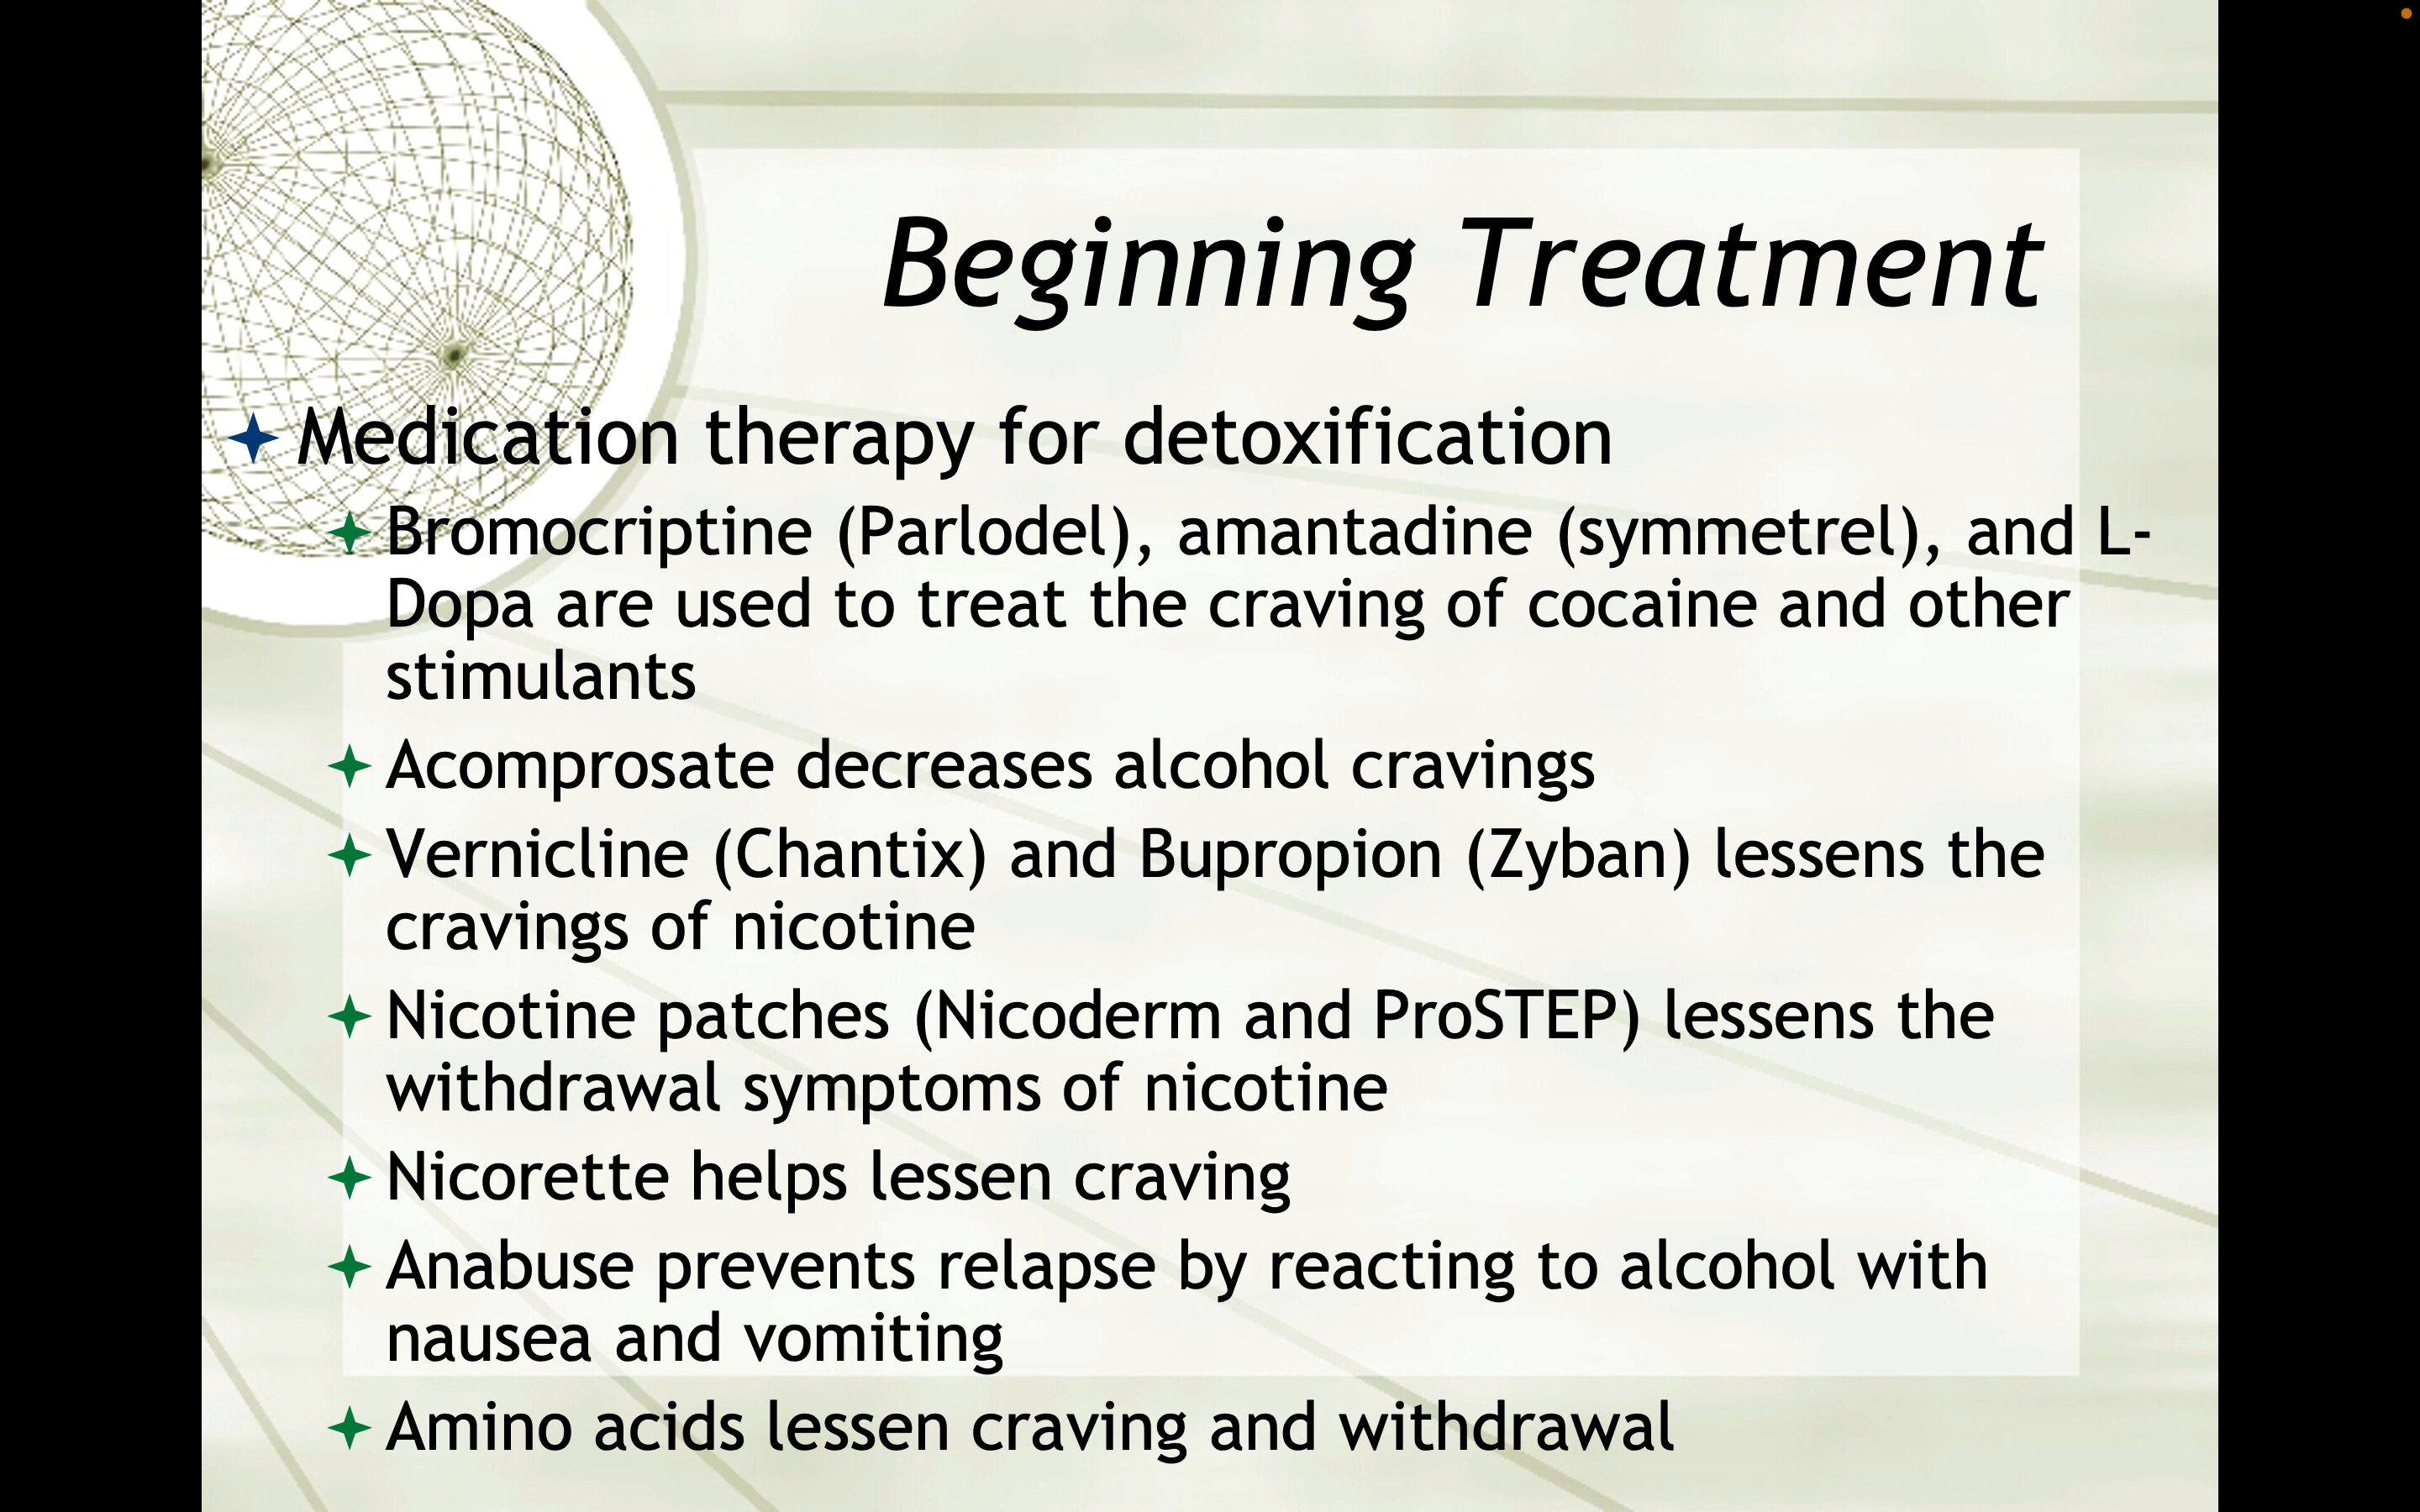 Beginning Treatment
Medication therapy for detoxification
Bromocriptine (Parlodel), amantadine (symmetrel), and L-
Dopa are used to treat the craving of cocaine and other
stimulants
Acomprosate decreases alcohol cravings
Vernicline (Chantix) and Bupropion (Zyban) lessens the
cravings of nicotine
Nicotine patches (Nicoderm and ProSTEP) lessens the
withdrawal symptoms of nicotine
Nicorette helps lessen craving
Anabuse prevents relapse by reacting to alcohol with
nausea and vomiting
Amino acids lessen craving and withdrawal